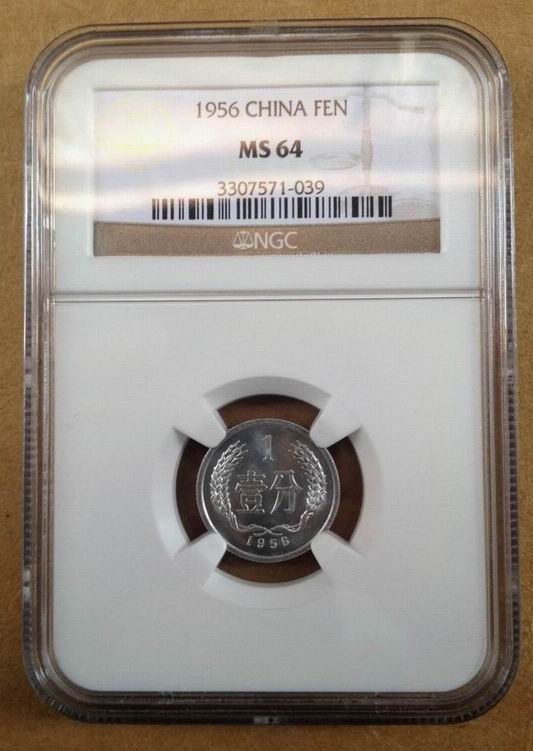 1956 CHINA FEN
MS 64
3307571-039
NGC
1
壹分
1956